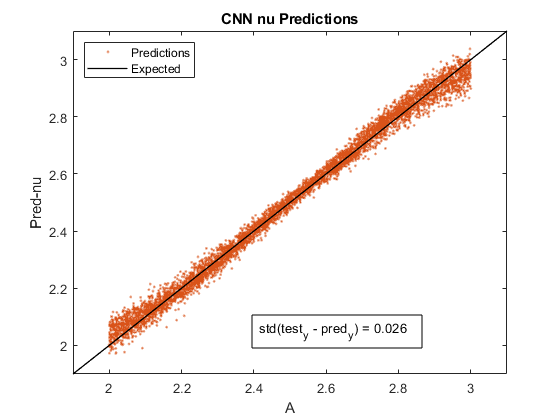 CNN nu Predictions
Predictions
Expected
3
2.8
2.6
2.4
2.2
2
Pred-nu
std(test_y - pred_y) = 0.026
2 2.2 2.4 2.6 2.8 3
A